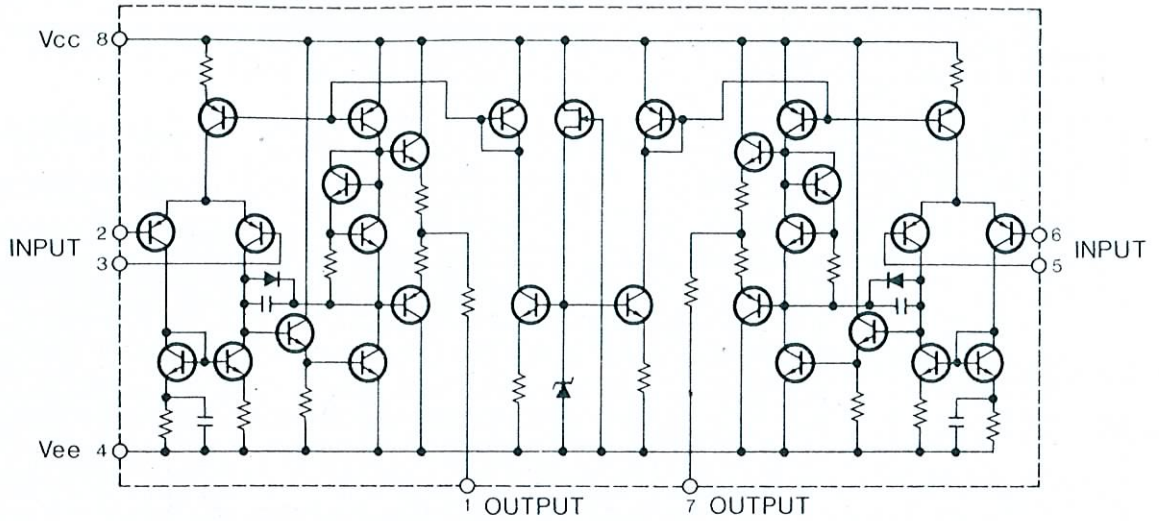 Vcc 8
2 6
INPUT INPUT
3 5
Vee 4
1 OUTPUT 7 OUTPUT